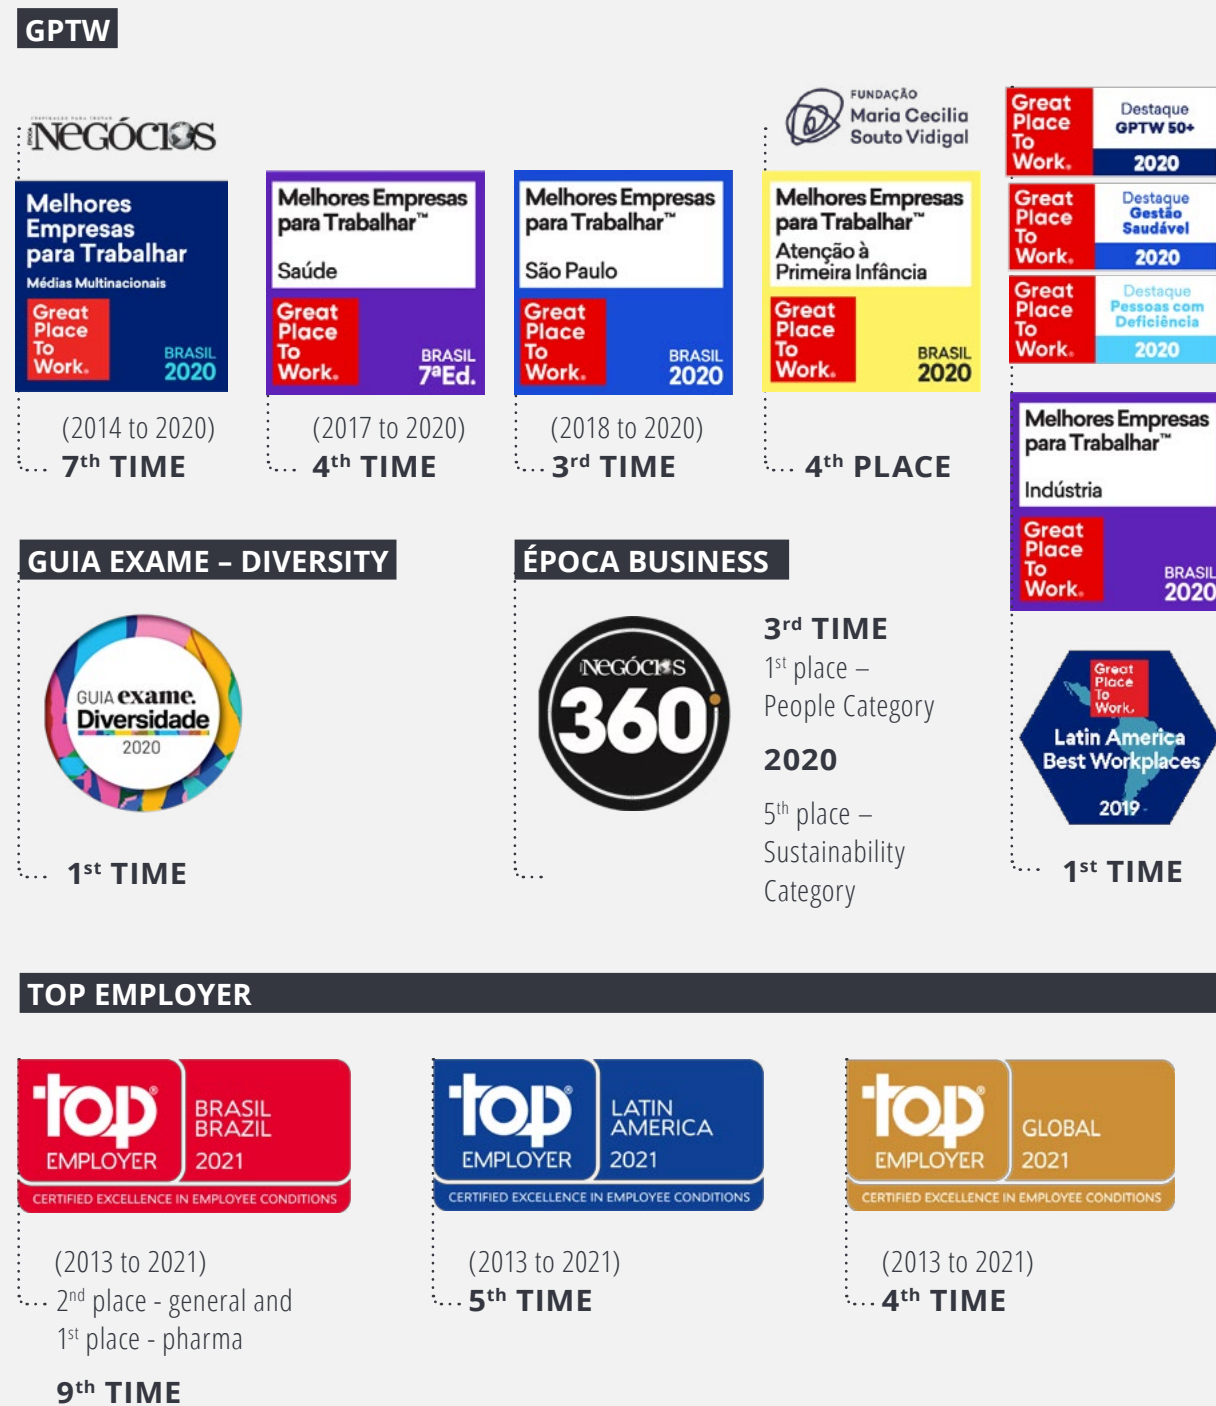 GPTW
ÉPOCA
INSPIRAÇÃO PARA INOVAR
NEGÓCIOS
Melhores
Empresas
para Trabalhar
Médias Multinacionais
Great
Place
To
Work.
BRASIL
2020
(2014 to 2020)
7th TIME
Melhores Empresas
para Trabalhar™
Saúde
Great
Place
To
Work.
BRASIL
7ªEd.
(2017 to 2020)
4th TIME
Melhores Empresas
para Trabalhar™
São Paulo
Great
Place
To
Work.
BRASIL
2020
(2018 to 2020)
3rd TIME
FUNDAÇÃO
Maria Cecilia
Souto Vidigal
Melhores Empresas
para Trabalhar™
Atenção à
Primeira Infância
Great
Place
To
Work.
BRASIL
2020
4th PLACE
Great
Place
To
Work.
Destaque
GPTW 50+
2020
Great
Place
To
Work.
Destaque
Gestão
Saudável
2020
Great
Place
To
Work.
Destaque
Pessoas com
Deficiência
2020
Melhores Empresas
para Trabalhar™
Indústria
Great
Place
To
Work.
BRASIL
2020
Great
Place
To
Work.
Latin America
Best Workplaces
2019
1st TIME
GUIA EXAME – DIVERSITY
GUIA exame.
Diversidade
2020
1st TIME
ÉPOCA BUSINESS
NEGÓCIOS
360
3rd TIME
1st place –
People Category
2020
5th place –
Sustainability
Category
TOP EMPLOYER
top®
EMPLOYER
BRASIL
BRAZIL
2021
CERTIFIED EXCELLENCE IN EMPLOYEE CONDITIONS
(2013 to 2021)
2nd place - general and
1st place - pharma
9th TIME
top®
EMPLOYER
LATIN
AMERICA
2021
CERTIFIED EXCELLENCE IN EMPLOYEE CONDITIONS
(2013 to 2021)
5th TIME
top®
EMPLOYER
GLOBAL
2021
CERTIFIED EXCELLENCE IN EMPLOYEE CONDITIONS
(2013 to 2021)
4th TIME